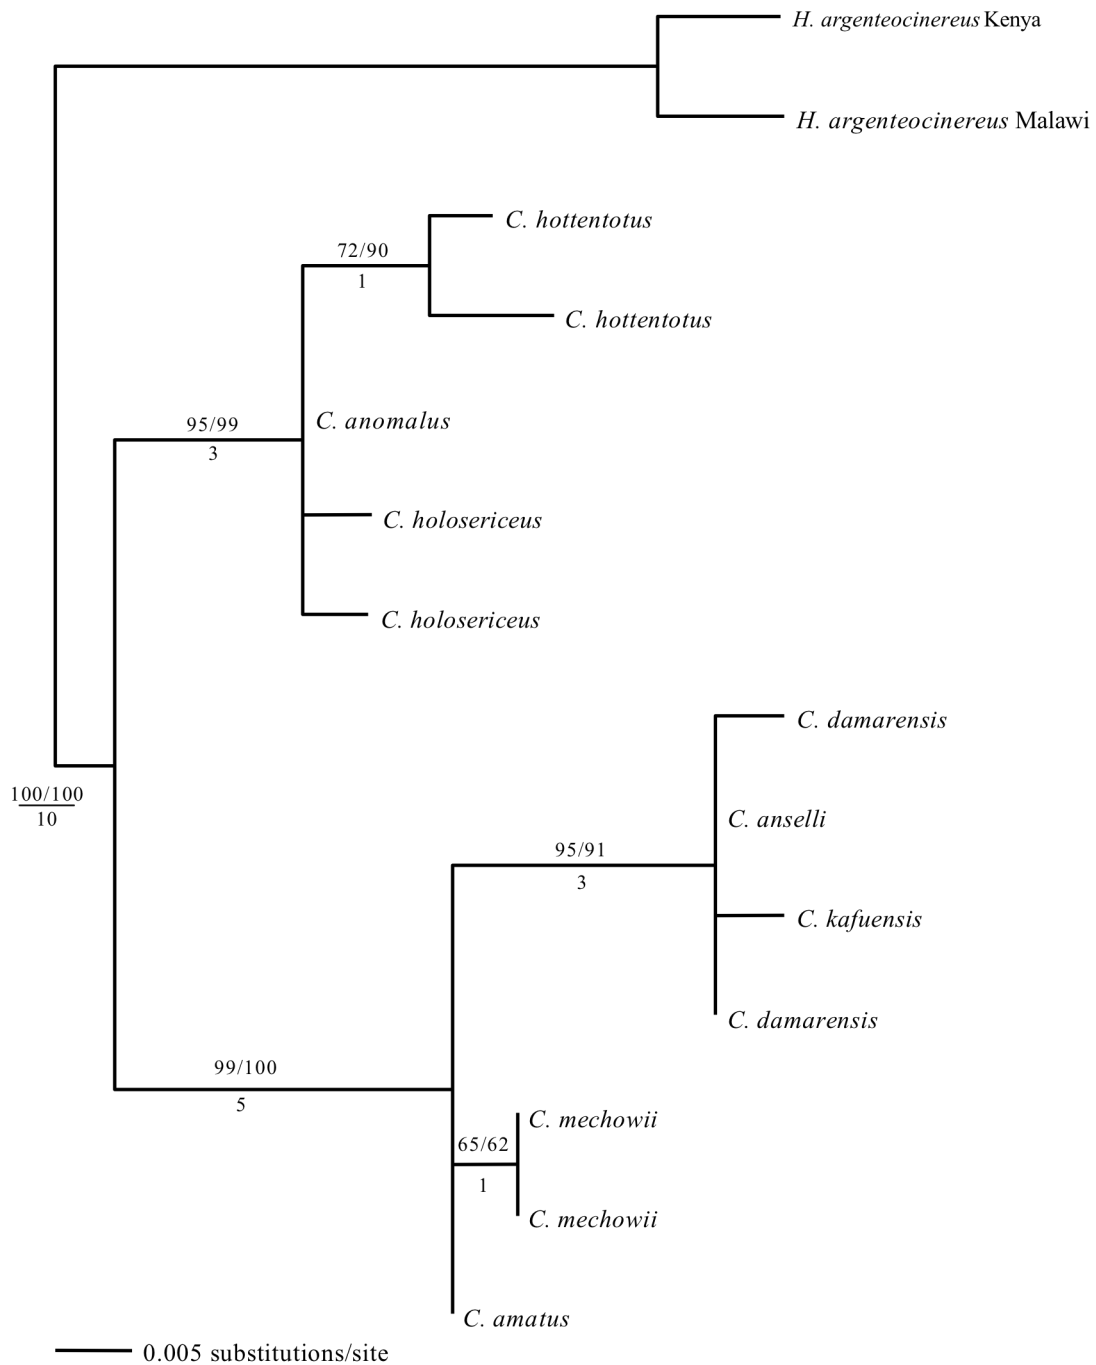 H. argenteocinereus Kenya
H. argenteocinereus Malawi
C. hottentotus
72/90
1
C. hottentotus
C. anomalus
95/99
3
C. holosericeus
C. holosericeus
C. damarensis
100/100
10
C. anselli
95/91
3
C. kafuensis
C. damarensis
99/100
5
C. mechowii
65/62
1
C. mechowii
C. amatus
0.005 substitutions/site